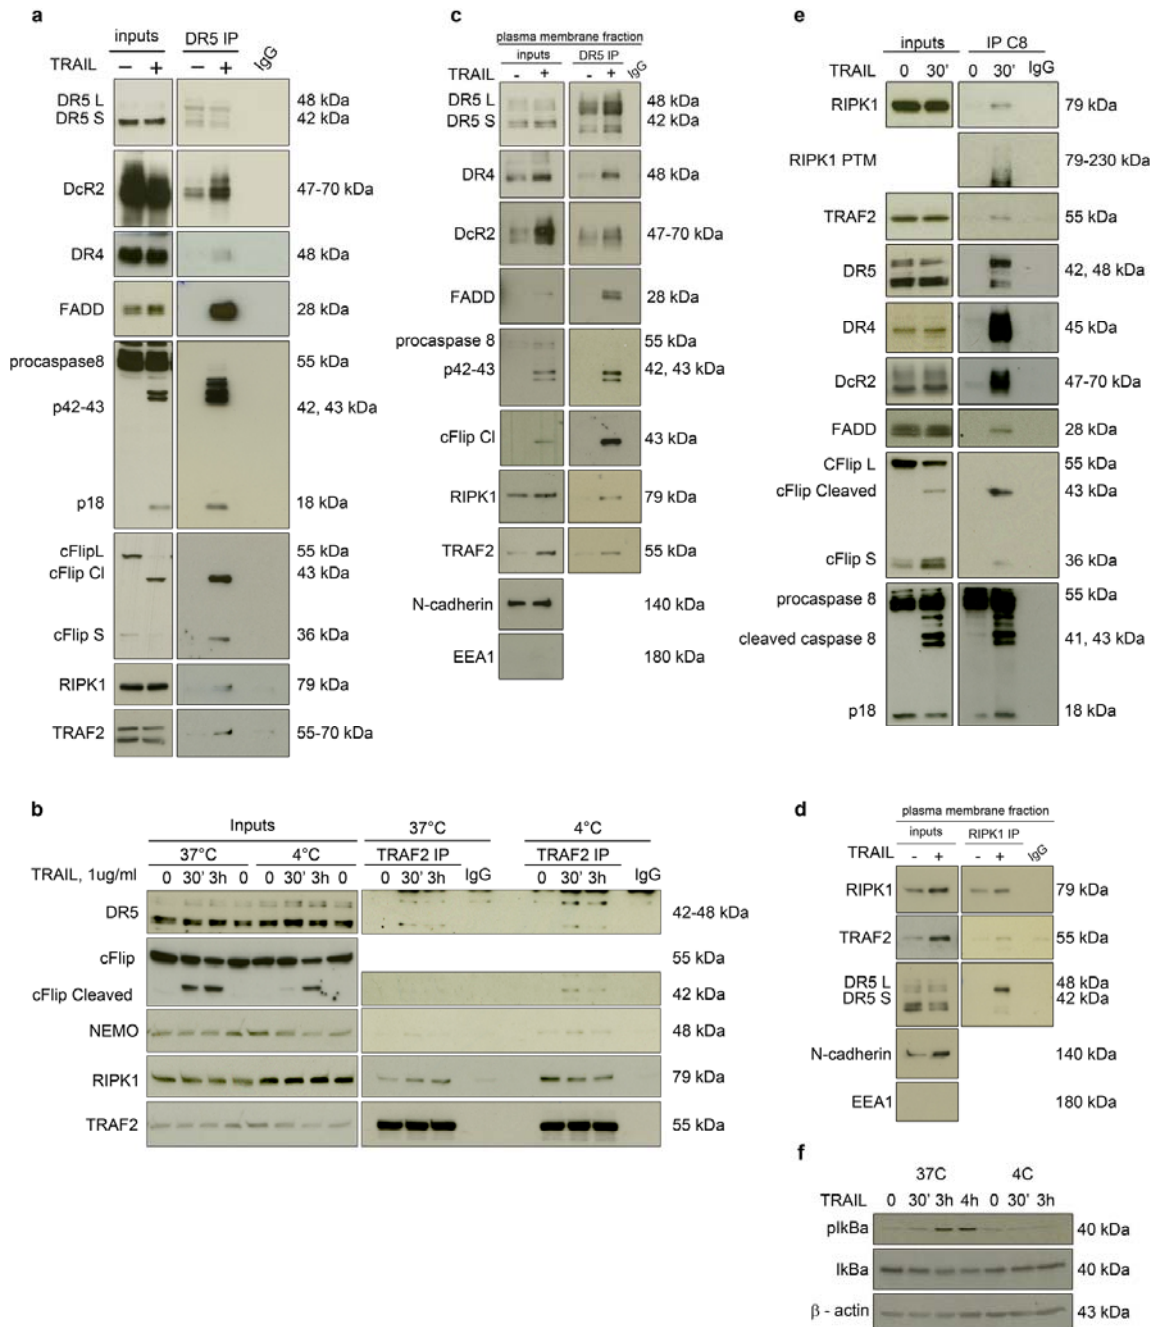 a
inputs DR5 IP IgG
TRAIL – + – +
DR5 L 48 kDa
DR5 S 42 kDa
DcR2 47-70 kDa
DR4 48 kDa
FADD 28 kDa
procaspase8 55 kDa
p42-43 42, 43 kDa
p18 18 kDa
cFlipL 55 kDa
cFlip Cl 43 kDa
cFlip S 36 kDa
RIPK1 79 kDa
TRAF2 55-70 kDa
c
plasma membrane fraction
inputs DR5 IP IgG
TRAIL - + - +
DR5 L 48 kDa
DR5 S 42 kDa
DR4 48 kDa
DcR2 47-70 kDa
FADD 28 kDa
procaspase 8 55 kDa
p42-43 42, 43 kDa
cFlip Cl 43 kDa
RIPK1 79 kDa
TRAF2 55 kDa
N-cadherin 140 kDa
EEA1 180 kDa
e
inputs IP C8
TRAIL 0 30' 0 30' IgG
RIPK1 79 kDa
RIPK1 PTM 79-230 kDa
TRAF2 55 kDa
DR5 42, 48 kDa
DR4 45 kDa
DcR2 47-70 kDa
FADD 28 kDa
CFlip L 55 kDa
cFlip Cleaved 43 kDa
cFlip S 36 kDa
procaspase 8 55 kDa
cleaved caspase 8 41, 43 kDa
p18 18 kDa
b
Inputs 37°C 4°C
37°C 4°C TRAF2 IP TRAF2 IP
TRAIL, 1ug/ml 0 30' 3h 0 30' 3h 0 0 30' 3h IgG 0 30' 3h IgG
DR5 42-48 kDa
cFlip 55 kDa
cFlip Cleaved 42 kDa
NEMO 48 kDa
RIPK1 79 kDa
TRAF2 55 kDa
d
plasma membrane fraction
inputs RIPK1 IP IgG
TRAIL - + - +
RIPK1 79 kDa
TRAF2 55 kDa
DR5 L 48 kDa
DR5 S 42 kDa
N-cadherin 140 kDa
EEA1 180 kDa
f
37C 4C
TRAIL 0 30' 3h 4h 0 30' 3h
pIkBa 40 kDa
IkBa 40 kDa
β - actin 43 kDa